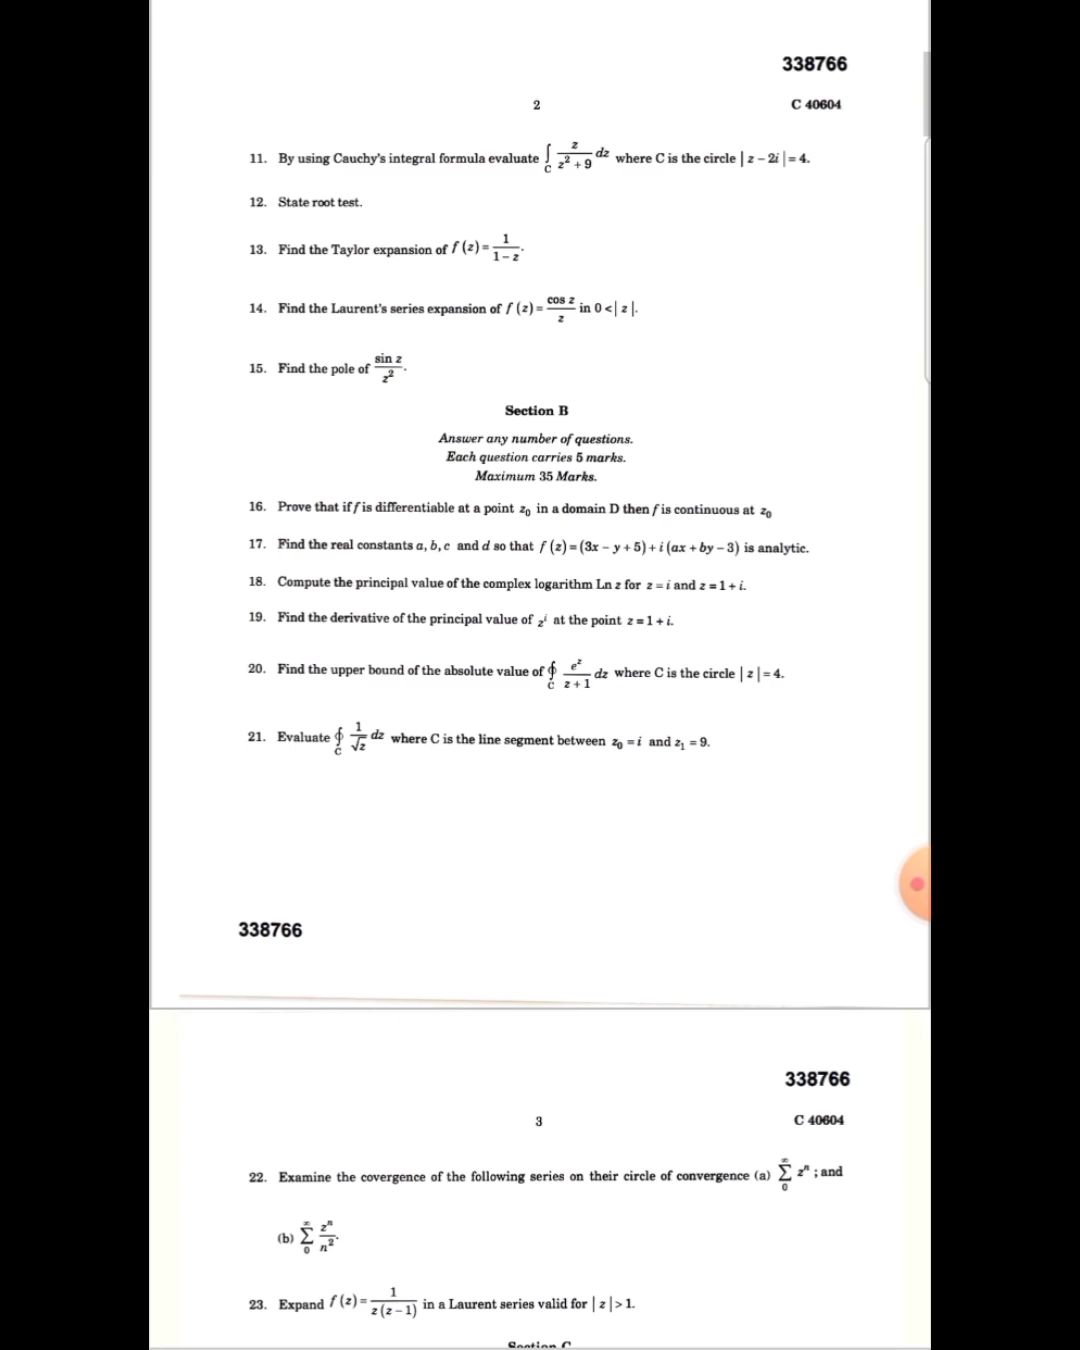 338766
2
C 40604
11. By using Cauchy's integral formula evaluate ∫_C z/(z² + 9) dz where C is the circle | z – 2i | = 4.
12. State root test.
13. Find the Taylor expansion of f (z) = 1/(1 – z).
14. Find the Laurent's series expansion of f (z) = cos z/z in 0 < | z |.
15. Find the pole of sin z/z².
Section B
Answer any number of questions.
Each question carries 5 marks.
Maximum 35 Marks.
16. Prove that if f is differentiable at a point z₀ in a domain D then f is continuous at z₀
17. Find the real constants a, b, c and d so that f (z) = (3x – y + 5) + i (ax + by – 3) is analytic.
18. Compute the principal value of the complex logarithm Ln z for z = i and z = 1 + i.
19. Find the derivative of the principal value of zⁱ at the point z = 1 + i.
20. Find the upper bound of the absolute value of ∮_C e^z/(z + 1) dz where C is the circle | z | = 4.
21. Evaluate ∮_C 1/√z dz where C is the line segment between z₀ = i and z₁ = 9.
338766
338766
3
C 40604
22. Examine the covergence of the following series on their circle of convergence (a) ∑_0^∞ zⁿ ; and
(b) ∑_0^∞ zⁿ/n².
23. Expand f (z) = 1/(z (z – 1)) in a Laurent series valid for | z | > 1.
Section C